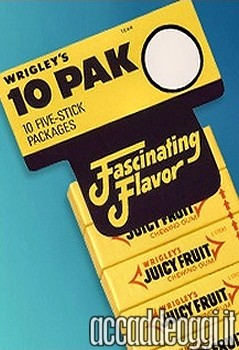 WRIGLEY'S
10 PAK
10 FIVE-STICK
PACKAGES
Fascinating
Flavor
JUICY FRUIT
CHEWING GUM
WRIGLEY'S
JUICY FRUIT
CHEWING GUM
WRIGLEY'S
JUICY FRUIT
accaddeoggi.it